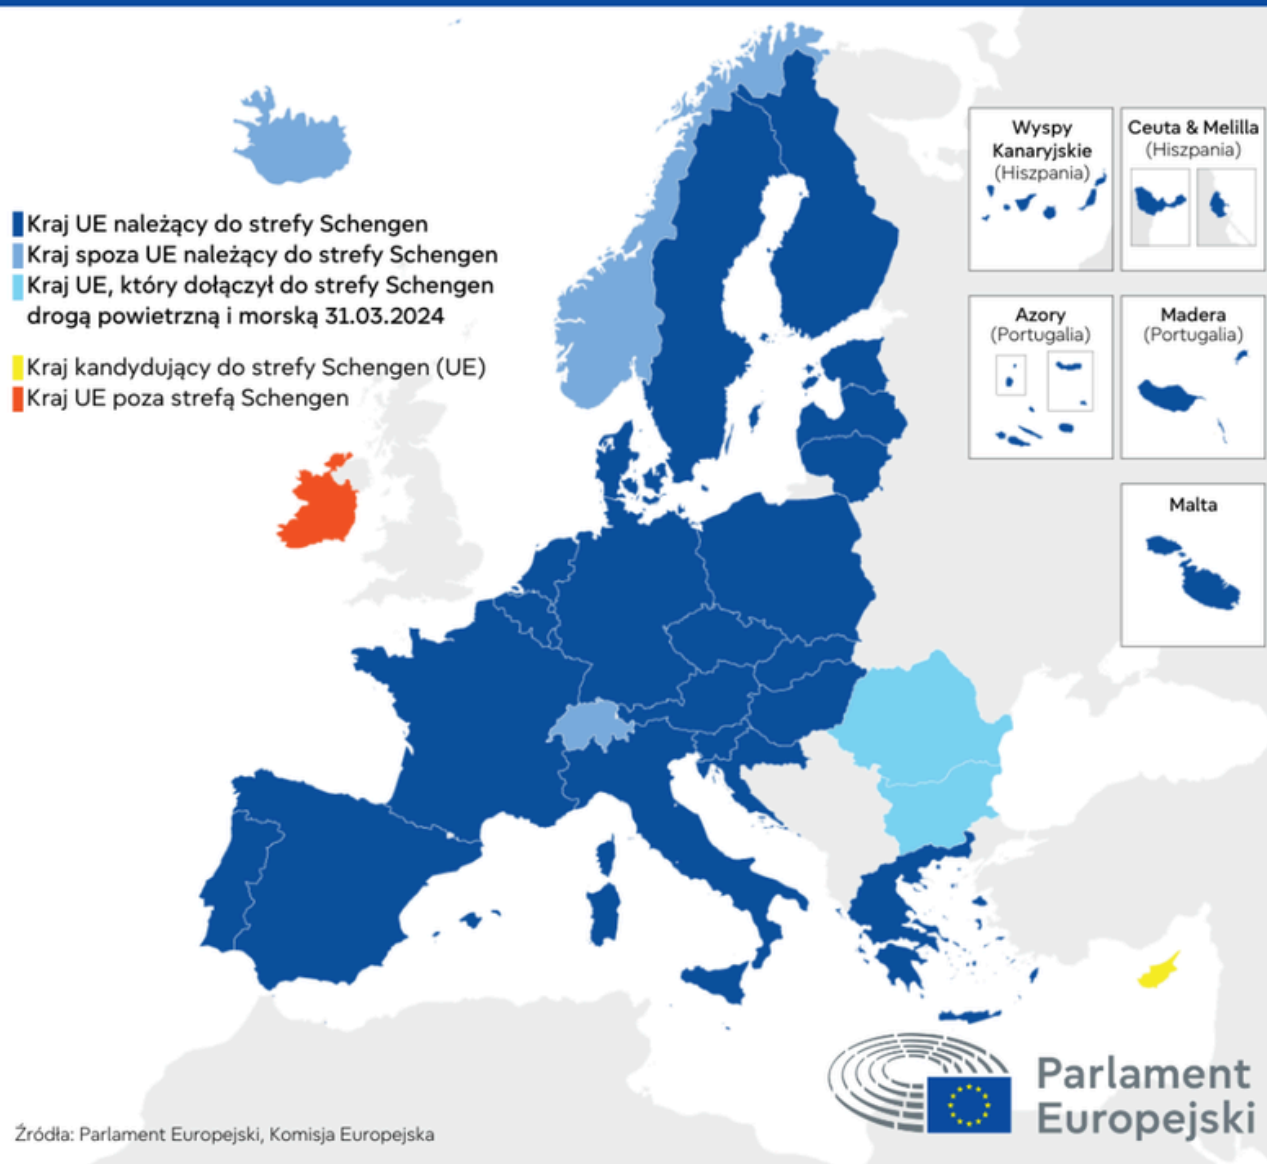 Kraj UE należący do strefy Schengen
Kraj spoza UE należący do strefy Schengen
Kraj UE, który dołączył do strefy Schengen
drogą powietrzną i morską 31.03.2024
Kraj kandydujący do strefy Schengen (UE)
Kraj UE poza strefą Schengen
Wyspy
Kanaryjskie
(Hiszpania)
Ceuta & Melilla
(Hiszpania)
Azory
(Portugalia)
Madera
(Portugalia)
Malta
Parlament
Europejski
Źródła: Parlament Europejski, Komisja Europejska